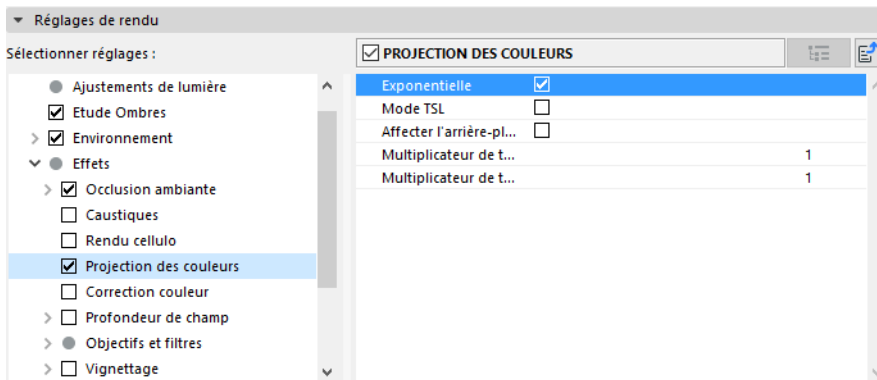 Réglages de rendu
Sélectionner réglages :
PROJECTION DES COULEURS
Ajustements de lumière
Etude Ombres
Environnement
Effets
Occlusion ambiante
Caustiques
Rendu cellulo
Projection des couleurs
Correction couleur
Profondeur de champ
Objectifs et filtres
Vignettage
Exponentielle
Mode TSL
Affecter l'arrière-pl...
Multiplicateur de t... 1
Multiplicateur de t... 1